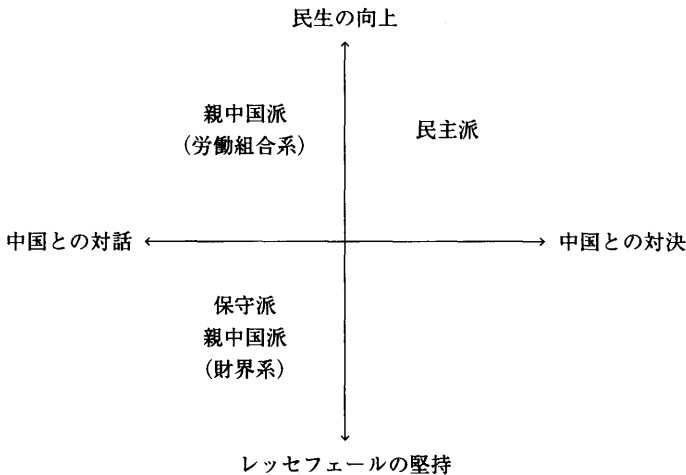 民生の向上
親中国派
(労働組合系)
民主派
中国との対話
中国との対決
保守派
親中国派
(財界系)
レッセフェールの堅持